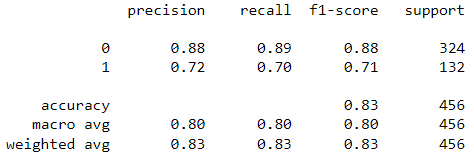 precision recall f1-score support
0 0.88 0.89 0.88 324
1 0.72 0.70 0.71 132
accuracy 0.83 456
macro avg 0.80 0.80 0.80 456
weighted avg 0.83 0.83 0.83 456